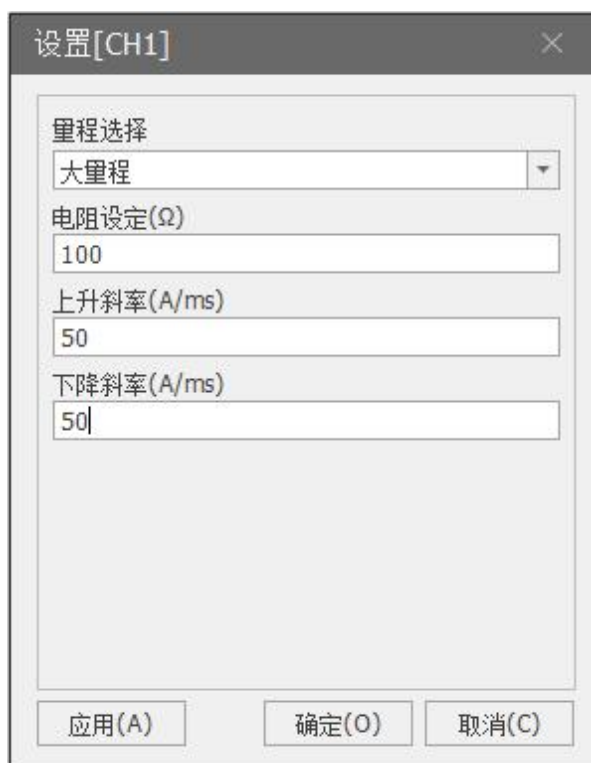 设置[CH1]
量程选择
大量程
电阻设定(Ω)
100
上升斜率(A/ms)
50
下降斜率(A/ms)
50
应用(A) 确定(O) 取消(C)